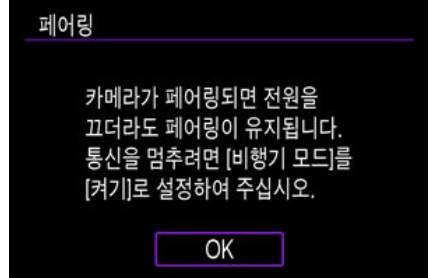 페어링
카메라가 페어링되면 전원을
끄더라도 페어링이 유지됩니다.
통신을 멈추려면 [비행기 모드]를
[켜기]로 설정하여 주십시오.
OK